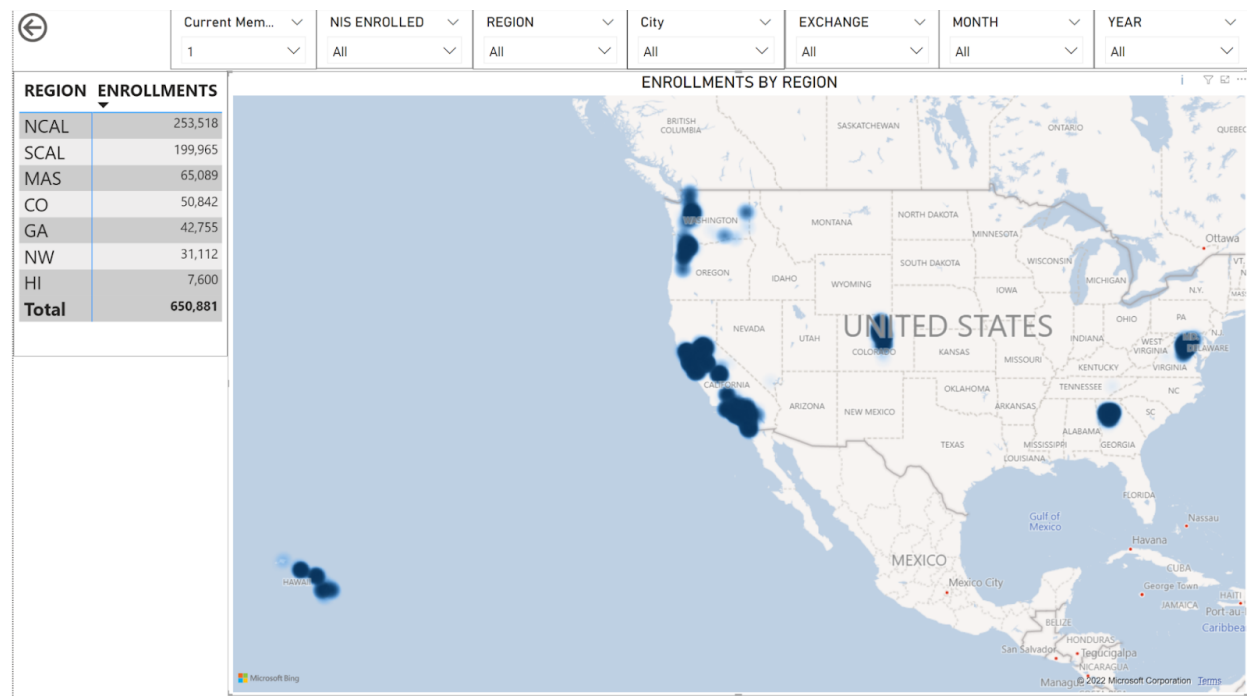 Current Mem... NIS ENROLLED REGION City EXCHANGE MONTH YEAR
1 All All All All All All
REGION ENROLLMENTS
NCAL 253,518
SCAL 199,965
MAS 65,089
CO 50,842
GA 42,755
NW 31,112
HI 7,600
Total 650,881
ENROLLMENTS BY REGION
BRITISH
COLUMBIA
SASKATCHEWAN
ONTARIO
QUEBEC
WASHINGTON
MONTANA
NORTH DAKOTA
MINNESOTA
Ottawa
OREGON
IDAHO
SOUTH DAKOTA
WISCONSIN
MICHIGAN
VT.
WYOMING
IOWA
N.Y.
MAS
NEVADA
UTAH
UNITED STATES
COLORADO
KANSAS
MISSOURI
INDIANA
OHIO
PA
N.J.
WEST
VIRGINIA
DELAWARE
KENTUCKY
VIRGINIA
CALIFORNIA
ARIZONA
NEW MEXICO
OKLAHOMA
ARKANSAS
TENNESSEE
NC
SC
TEXAS
ALABAMA
MISSISSIPPI
GEORGIA
LOUISIANA
FLORIDA
Gulf of
Mexico
Nassau
Havana
MEXICO
Mexico City
CUBA
George Town
HAITI
JAMAICA
Port-au
Caribbea
BELIZE
HONDURAS
San Salvador
Tegucigalpa
NICARAGUA
Managu
HAWAII
Microsoft Bing
© 2022 Microsoft Corporation Terms